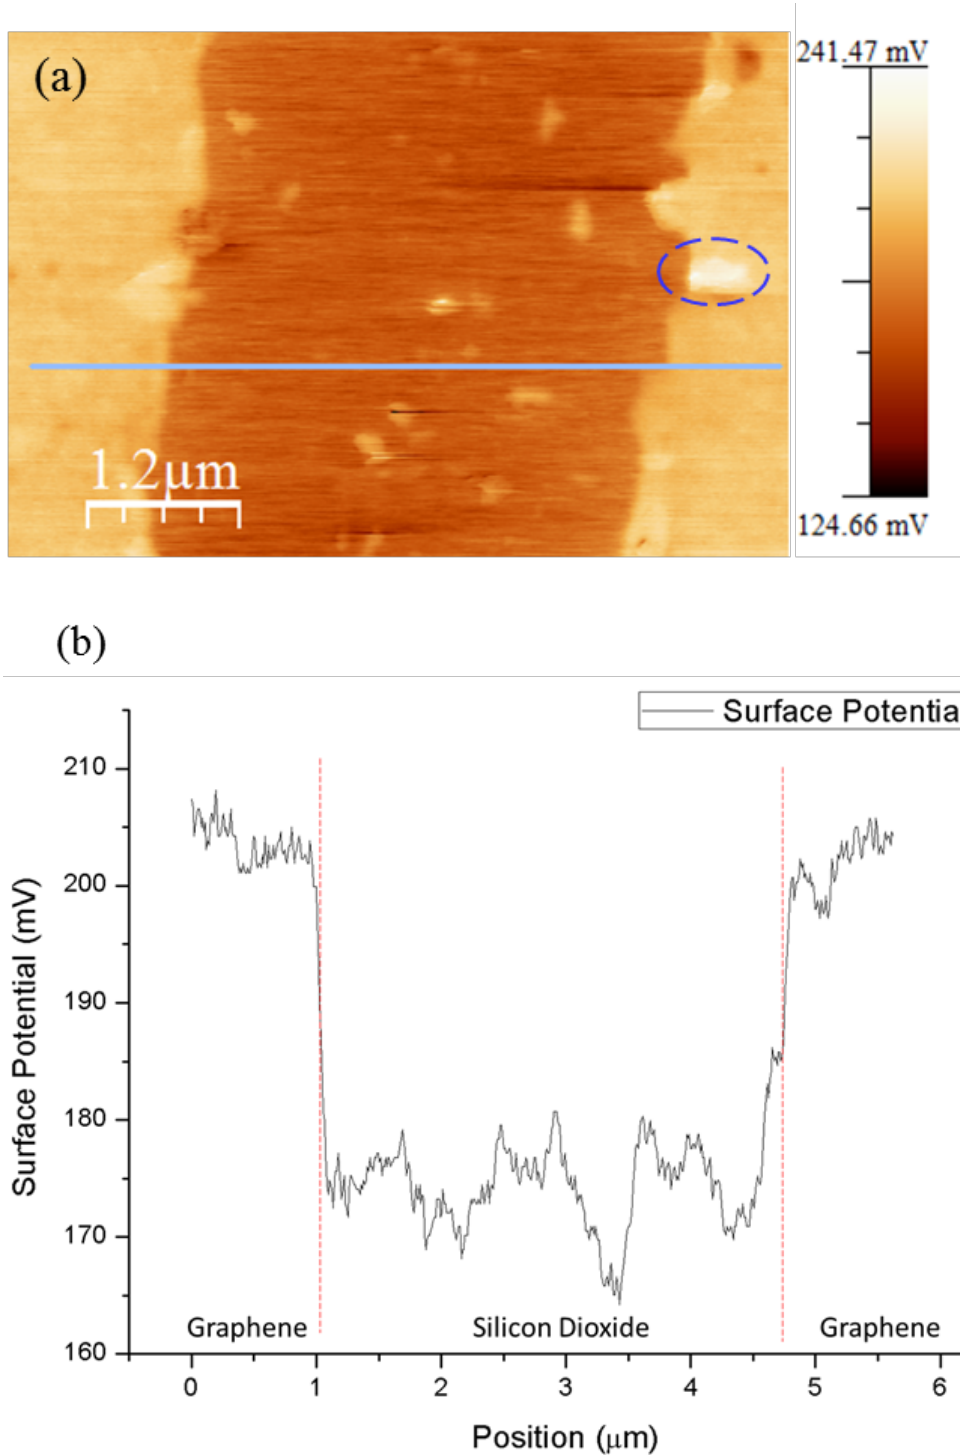 (a)
241.47 mV
1.2μm
124.66 mV
(b)
Surface Potentia
210
200
190
180
170
160
Surface Potential (mV)
Graphene
Silicon Dioxide
Graphene
0 1 2 3 4 5 6
Position (μm)